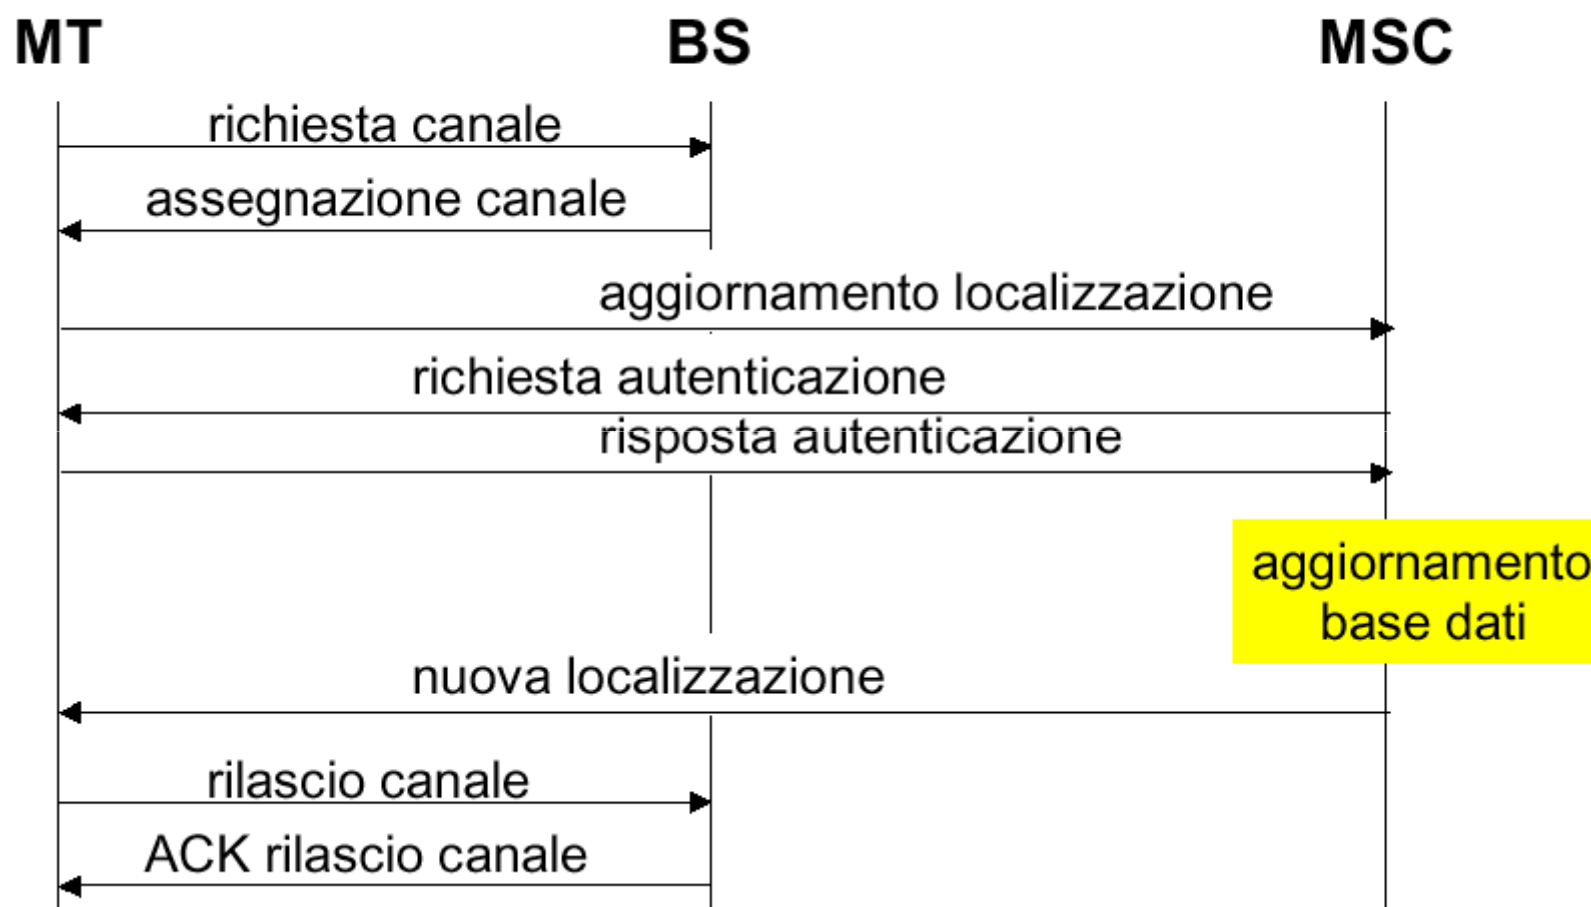 MT BS MSC
richiesta canale
assegnazione canale
aggiornamento localizzazione
richiesta autenticazione
risposta autenticazione
aggiornamento
base dati
nuova localizzazione
rilascio canale
ACK rilascio canale